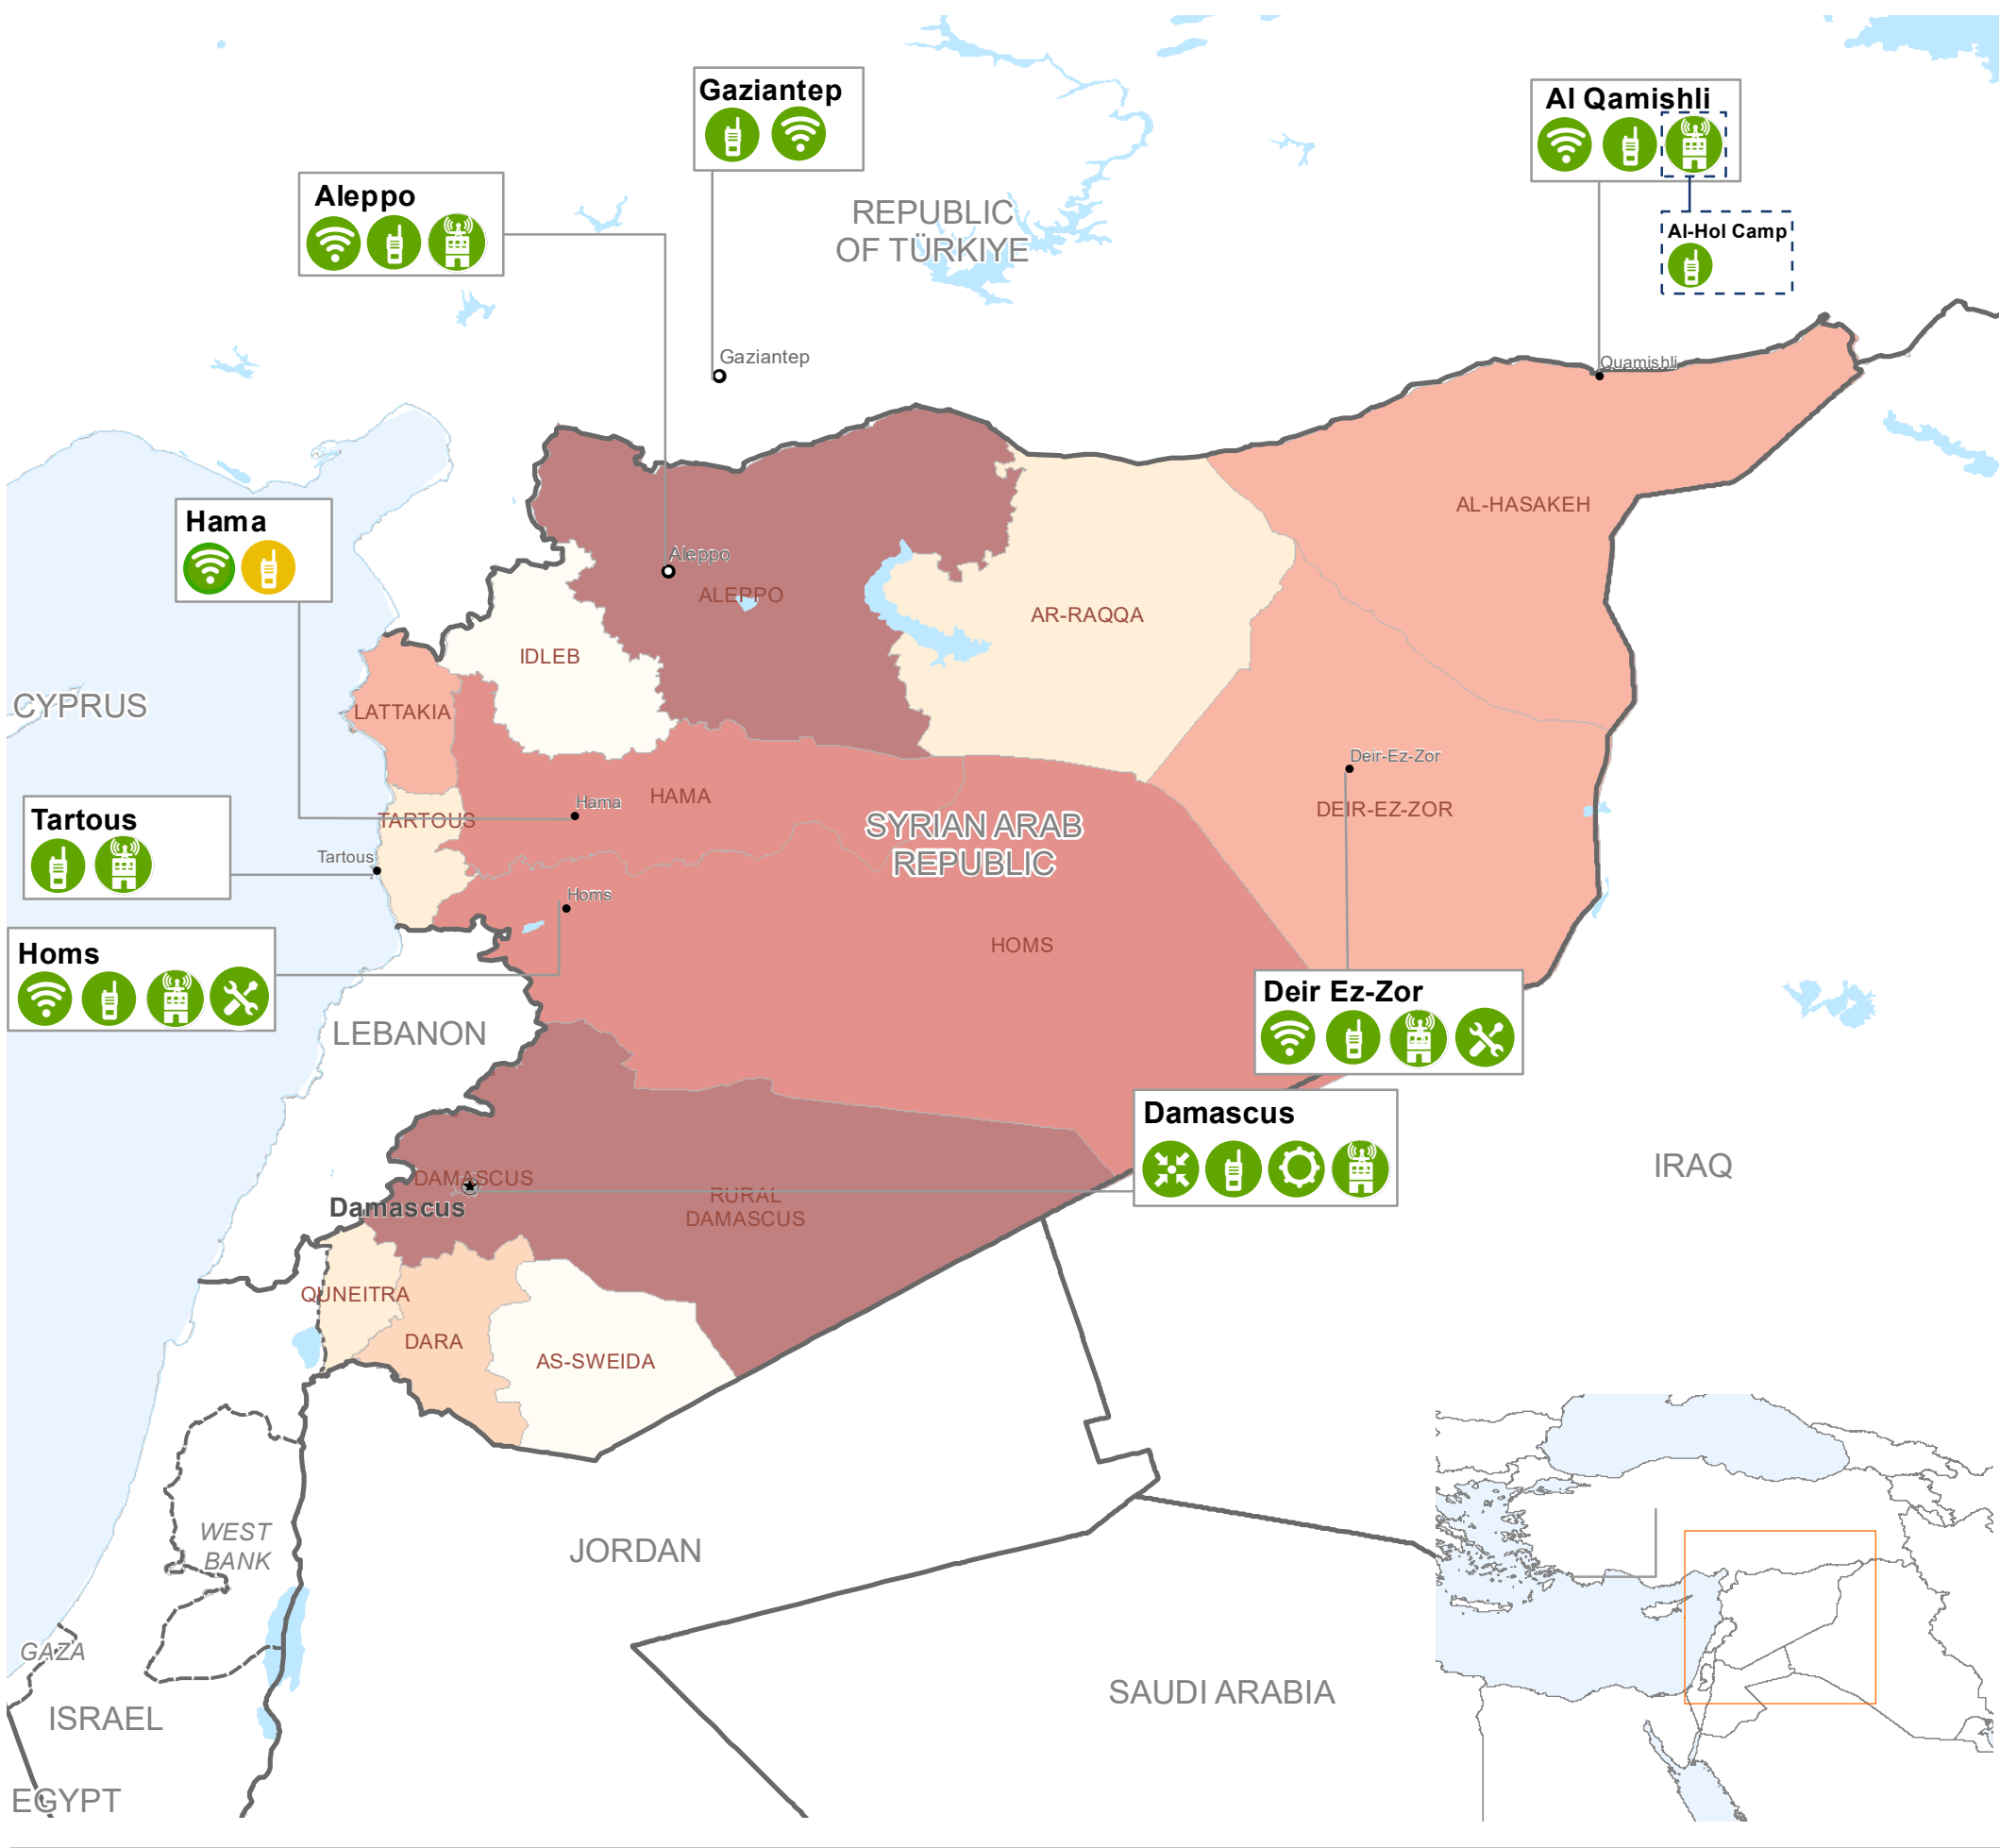 Gaziantep
Al Qamishli
Aleppo
REPUBLIC
OF TÜRKIYE
Al-Hol Camp
Gaziantep
Quamishli
AL-HASAKEH
Hama
Aleppo
ALEPPO
AR-RAQQA
IDLEB
CYPRUS
LATTAKIA
Deir-Ez-Zor
HAMA
Hama
DEIR-EZ-ZOR
Tartous
TARTOUS
SYRIAN ARAB
REPUBLIC
Tartous
Homs
Homs
HOMS
Deir Ez-Zor
LEBANON
Damascus
IRAQ
DAMASCUS
Damascus
RURAL
DAMASCUS
QUNEITRA
DARA
AS-SWEIDA
WEST
BANK
JORDAN
GAZA
SAUDI ARABIA
ISRAEL
EGYPT